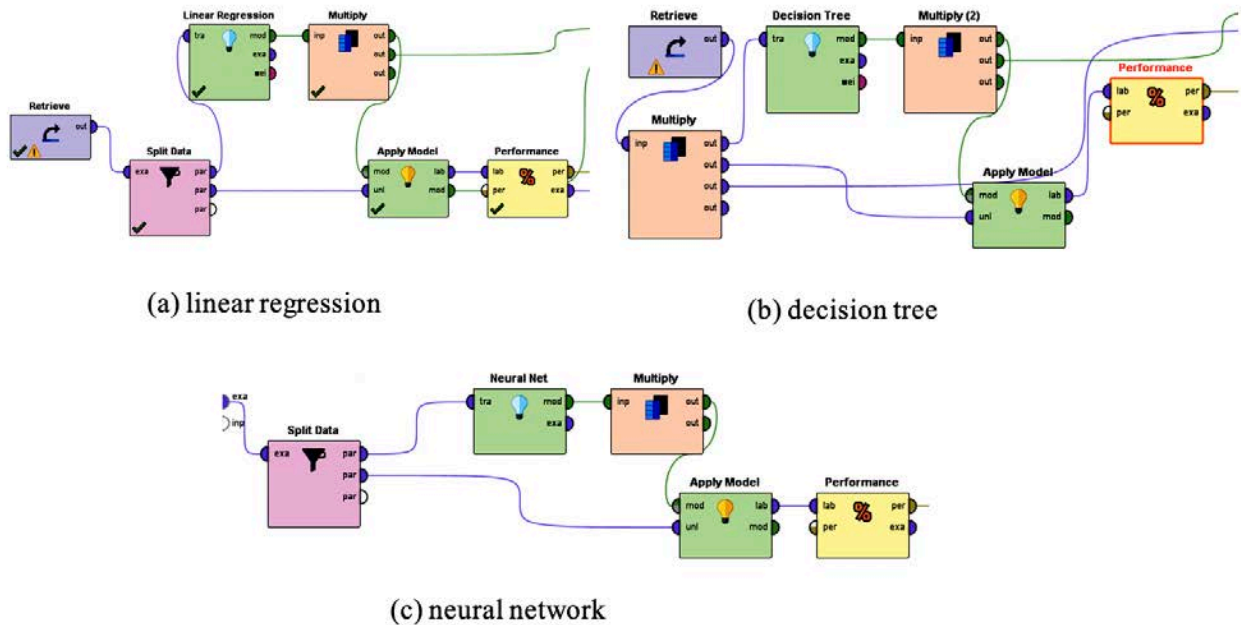 Linear Regression
Multiply
tra
mod
exa
wei
inp
out
out
out
Retrieve
out
Split Data
exa
par
par
par
Apply Model
mod
unl
lab
mod
Performance
%
lab
per
per
exa
(a) linear regression
Retrieve
out
Decision Tree
tra
mod
exa
wei
Multiply (2)
inp
out
out
out
Performance
%
lab
per
per
exa
Multiply
inp
out
out
out
out
Apply Model
mod
unl
lab
mod
(b) decision tree
exa
inp
Split Data
exa
par
par
par
Neural Net
tra
mod
exa
Multiply
inp
out
out
Apply Model
mod
unl
lab
mod
Performance
%
lab
per
per
exa
(c) neural network